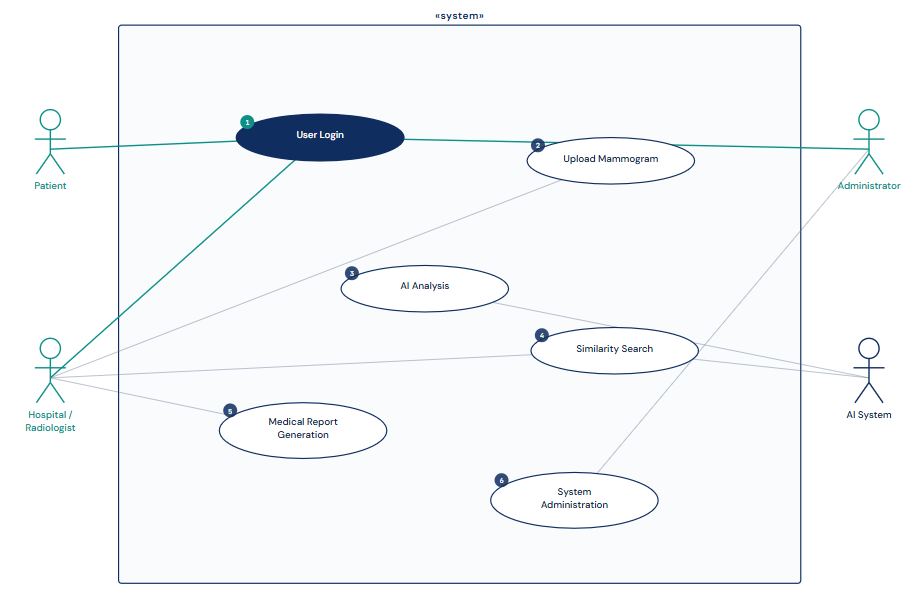 «system»
1
User Login
2
Upload Mammogram
Patient
Administrator
3
AI Analysis
4
Similarity Search
Hospital /
Radiologist
AI System
5
Medical Report
Generation
6
System
Administration